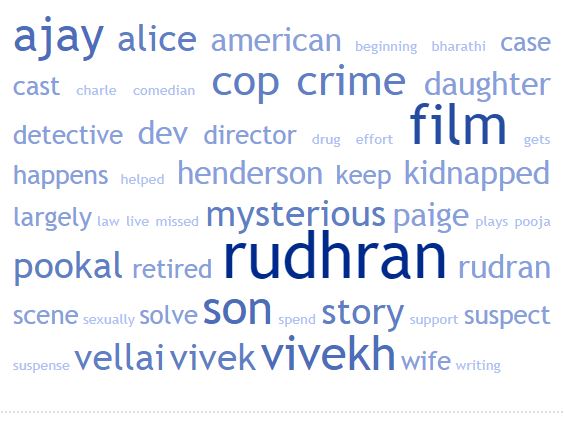 ajay alice american beginning bharathi case
cast charle comedian cop crime daughter
detective dev director drug effort film gets
happens helped henderson keep kidnapped
largely law live missed mysterious paige plays pooja
pookal retired rudhran rudran
scene sexually solve son spend story support suspect
suspense vellai vivek vivekh wife writing